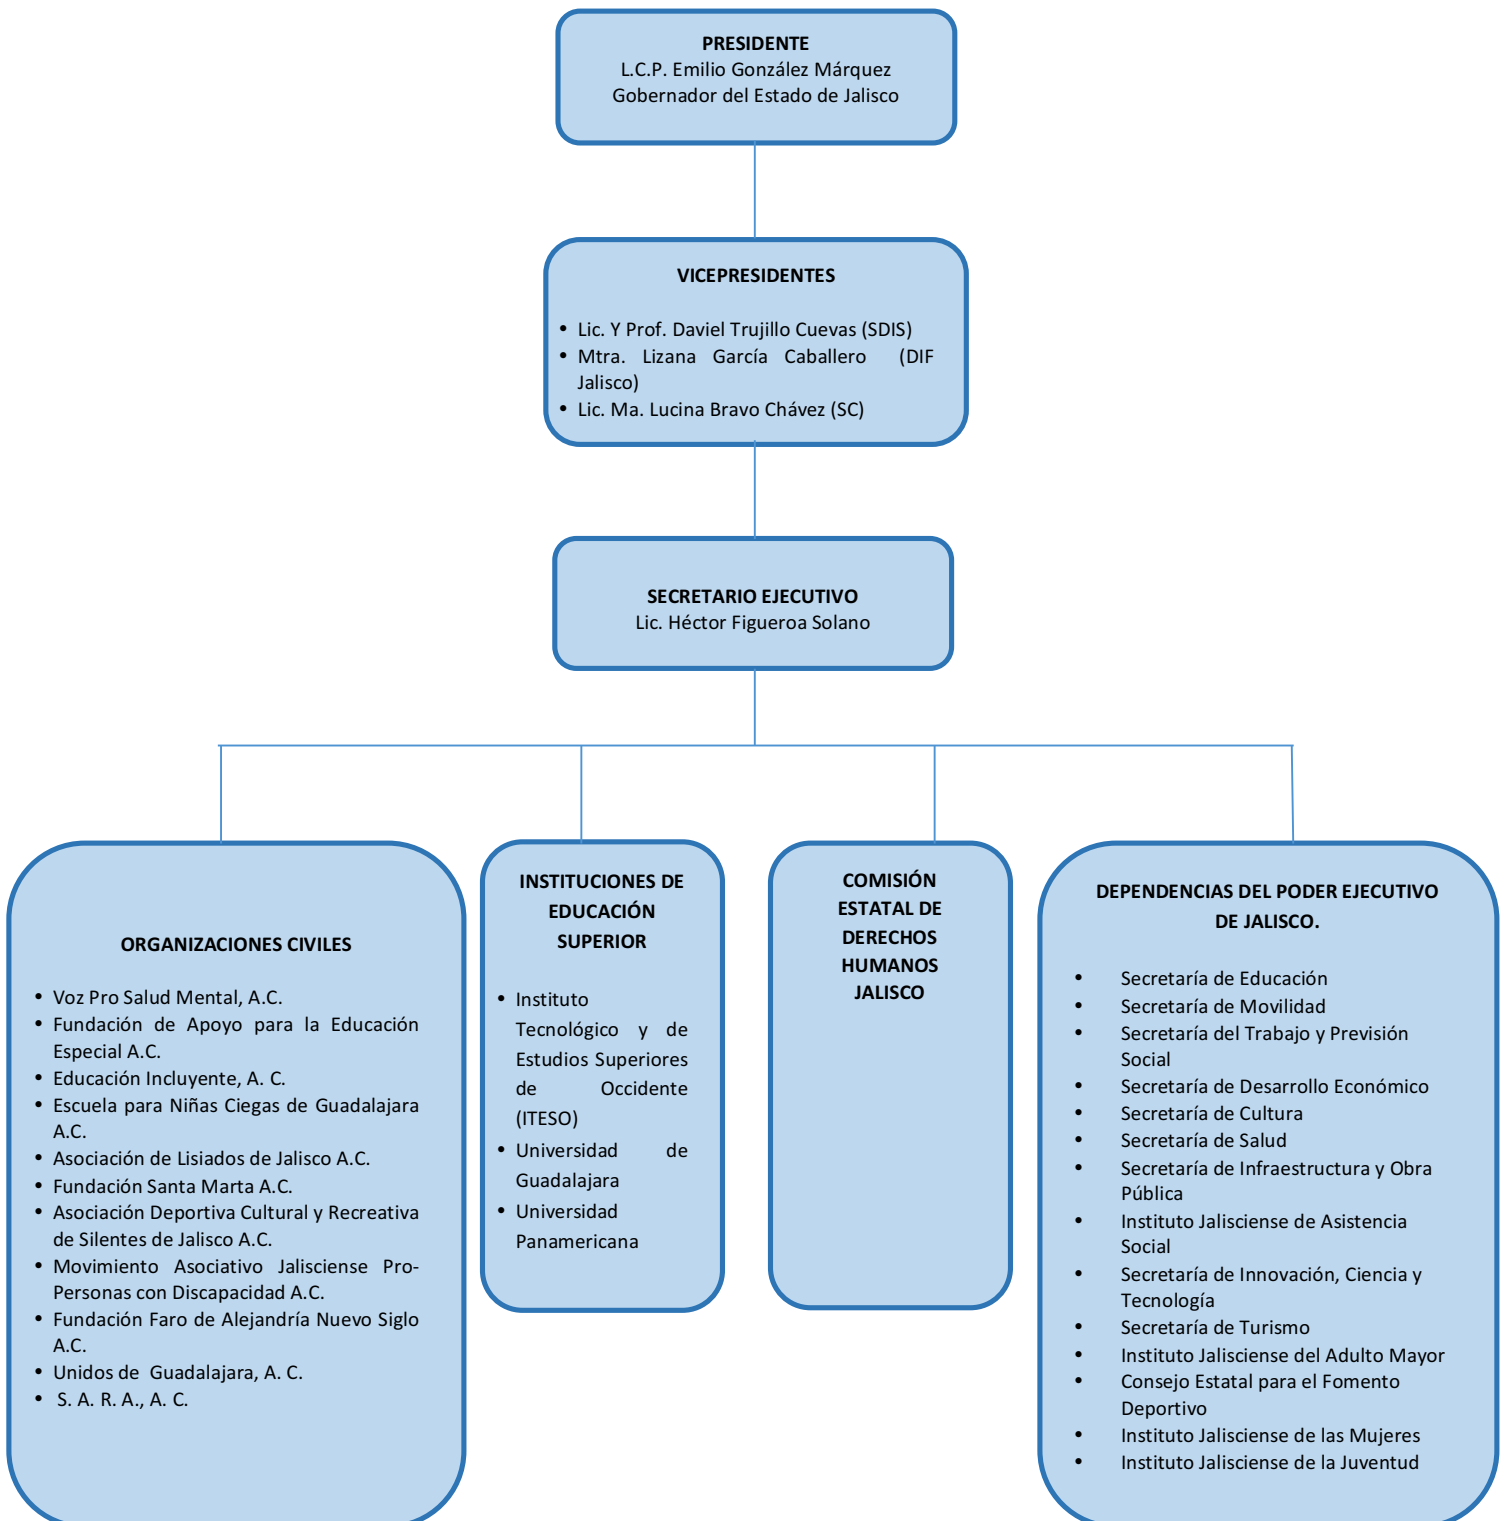 PRESIDENTE
L.C.P. Emilio González Márquez
Gobernador del Estado de Jalisco
VICEPRESIDENTES
• Lic. Y Prof. Daviel Trujillo Cuevas (SDIS)
• Mtra. Lizana García Caballero (DIF
Jalisco)
• Lic. Ma. Lucina Bravo Chávez (SC)
SECRETARIO EJECUTIVO
Lic. Héctor Figueroa Solano
ORGANIZACIONES CIVILES
• Voz Pro Salud Mental, A.C.
• Fundación de Apoyo para la Educación
Especial A.C.
• Educación Incluyente, A. C.
• Escuela para Niñas Ciegas de Guadalajara
A.C.
• Asociación de Lisiados de Jalisco A.C.
• Fundación Santa Marta A.C.
• Asociación Deportiva Cultural y Recreativa
de Silentes de Jalisco A.C.
• Movimiento Asociativo Jalisciense Pro-
Personas con Discapacidad A.C.
• Fundación Faro de Alejandría Nuevo Siglo
A.C.
• Unidos de Guadalajara, A. C.
• S. A. R. A., A. C.
INSTITUCIONES DE
EDUCACIÓN
SUPERIOR
• Instituto
Tecnológico y de
Estudios Superiores
de Occidente
(ITESO)
• Universidad de
Guadalajara
• Universidad
Panamericana
COMISIÓN
ESTATAL DE
DERECHOS
HUMANOS
JALISCO
DEPENDENCIAS DEL PODER EJECUTIVO
DE JALISCO.
• Secretaría de Educación
• Secretaría de Movilidad
• Secretaría del Trabajo y Previsión
Social
• Secretaría de Desarrollo Económico
• Secretaría de Cultura
• Secretaría de Salud
• Secretaría de Infraestructura y Obra
Pública
• Instituto Jalisciense de Asistencia
Social
• Secretaría de Innovación, Ciencia y
Tecnología
• Secretaría de Turismo
• Instituto Jalisciense del Adulto Mayor
• Consejo Estatal para el Fomento
Deportivo
• Instituto Jalisciense de las Mujeres
• Instituto Jalisciense de la Juventud